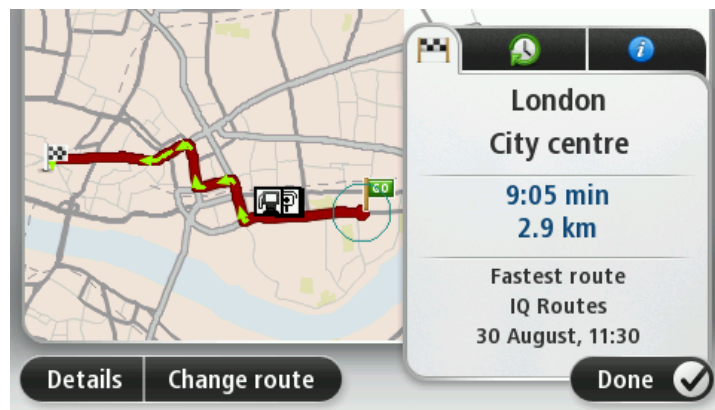 GO
London
City centre
9:05 min
2.9 km
Fastest route
IQ Routes
30 August, 11:30
Details
Change route
Done